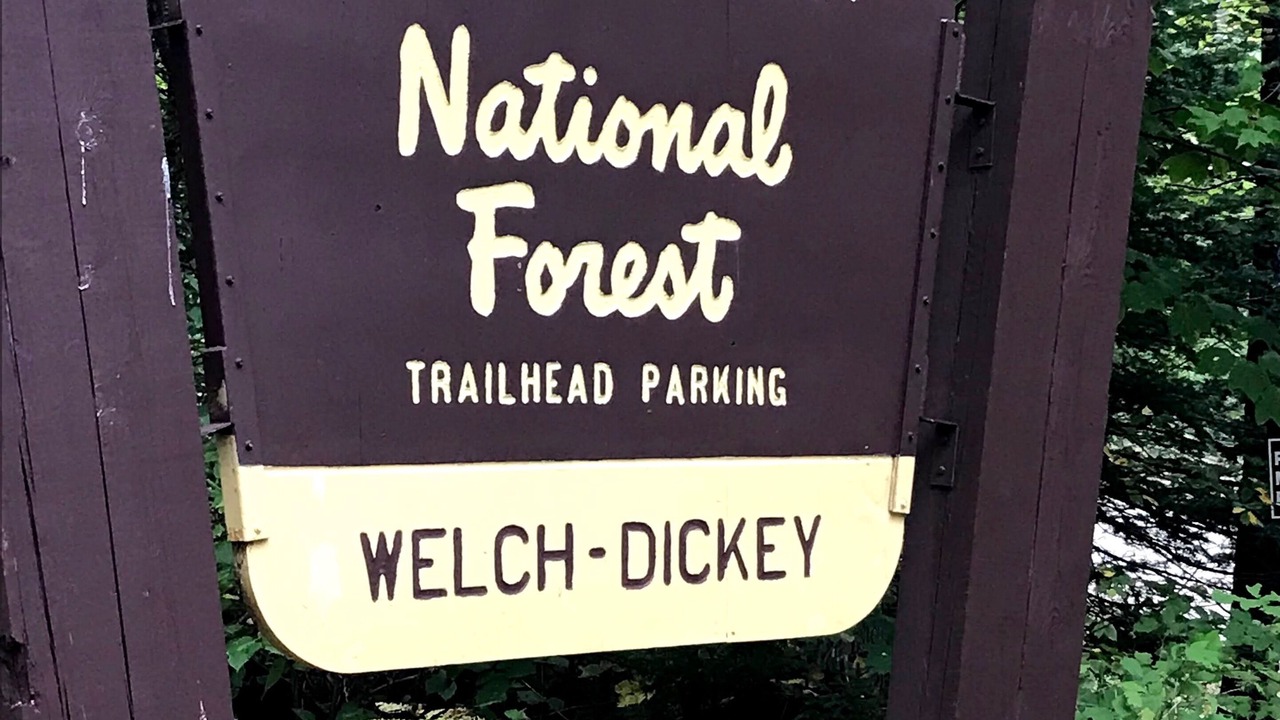 National
Forest
TRAILHEAD PARKING
WELCH-DICKEY